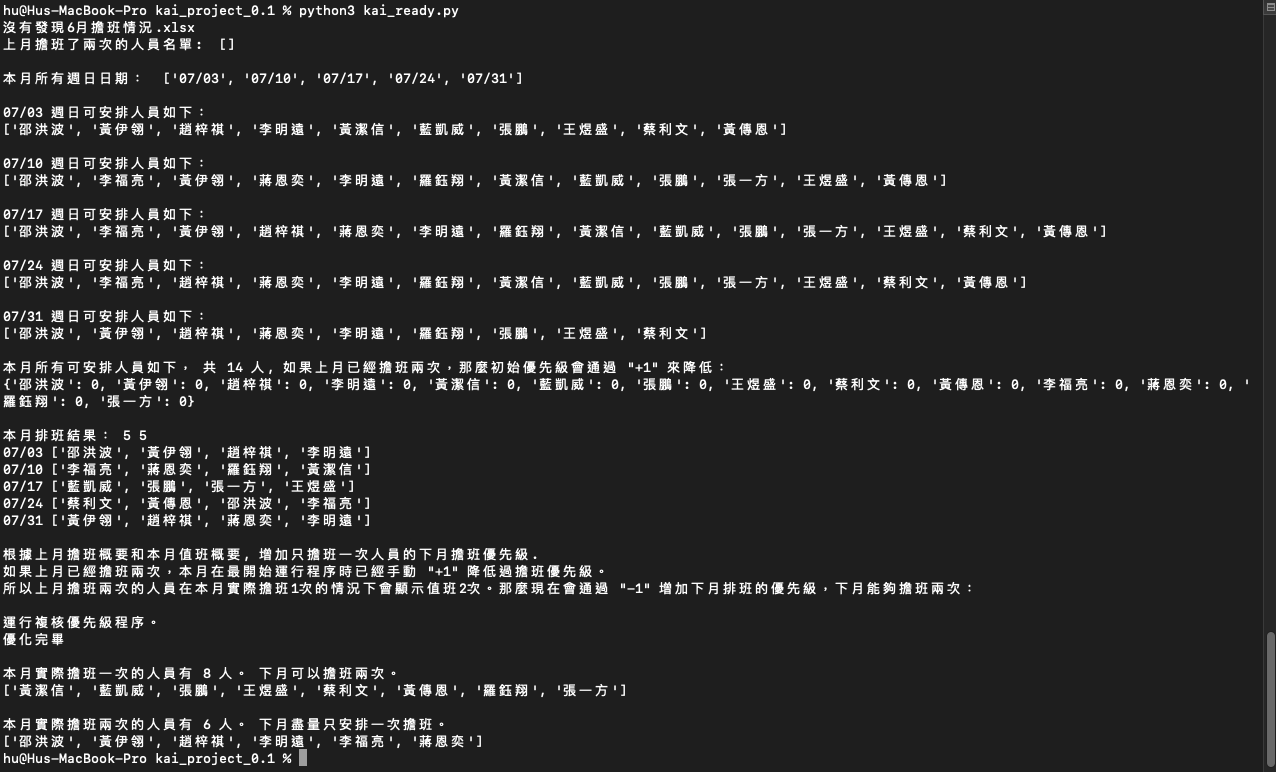 hu@Hus-MacBook-Pro kai_project_0.1 % python3 kai_ready.py
沒有發現6月擔班情況.xlsx
上月擔班了兩次的人員名單： []
本月所有週日日期：  ['07/03', '07/10', '07/17', '07/24', '07/31']
07/03 週日可安排人員如下：
['邵洪波', '黃伊翎', '趙梓祺', '李明遠', '黃潔信', '藍凱威', '張鵬', '王煜盛', '蔡利文', '黃傳恩']
07/10 週日可安排人員如下：
['邵洪波', '李福亮', '黃伊翎', '蔣恩奕', '李明遠', '羅鈺翔', '黃潔信', '藍凱威', '張鵬', '張一方', '王煜盛', '黃傳恩']
07/17 週日可安排人員如下：
['邵洪波', '李福亮', '黃伊翎', '趙梓祺', '蔣恩奕', '李明遠', '羅鈺翔', '黃潔信', '藍凱威', '張鵬', '張一方', '王煜盛', '蔡利文', '黃傳恩']
07/24 週日可安排人員如下：
['邵洪波', '李福亮', '趙梓祺', '蔣恩奕', '李明遠', '羅鈺翔', '黃潔信', '藍凱威', '張鵬', '張一方', '王煜盛', '蔡利文', '黃傳恩']
07/31 週日可安排人員如下：
['邵洪波', '黃伊翎', '趙梓祺', '蔣恩奕', '李明遠', '羅鈺翔', '張鵬', '王煜盛', '蔡利文']
本月所有可安排人員如下， 共 14 人, 如果上月已經擔班兩次，那麼初始優先級會通過 "+1" 來降低：
{'邵洪波': 0, '黃伊翎': 0, '趙梓祺': 0, '李明遠': 0, '黃潔信': 0, '藍凱威': 0, '張鵬': 0, '王煜盛': 0, '蔡利文': 0, '黃傳恩': 0, '李福亮': 0, '蔣恩奕': 0, '
羅鈺翔': 0, '張一方': 0}
本月排班結果： 5 5
07/03 ['邵洪波', '黃伊翎', '趙梓祺', '李明遠']
07/10 ['李福亮', '蔣恩奕', '羅鈺翔', '黃潔信']
07/17 ['藍凱威', '張鵬', '張一方', '王煜盛']
07/24 ['蔡利文', '黃傳恩', '邵洪波', '李福亮']
07/31 ['黃伊翎', '趙梓祺', '蔣恩奕', '李明遠']
根據上月擔班概要和本月值班概要, 增加只擔班一次人員的下月擔班優先級.
如果上月已經擔班兩次，本月在最開始運行程序時已經手動 "+1" 降低過擔班優先級。
所以上月擔班兩次的人員在本月實際擔班1次的情況下會顯示值班2次。那麼現在會通過 "-1" 增加下月排班的優先級，下月能夠擔班兩次：
運行複核優先級程序。
優化完畢
本月實際擔班一次的人員有 8 人。 下月可以擔班兩次。
['黃潔信', '藍凱威', '張鵬', '王煜盛', '蔡利文', '黃傳恩', '羅鈺翔', '張一方']
本月實際擔班兩次的人員有 6 人。 下月盡量只安排一次擔班。
['邵洪波', '黃伊翎', '趙梓祺', '李明遠', '李福亮', '蔣恩奕']
hu@Hus-MacBook-Pro kai_project_0.1 %